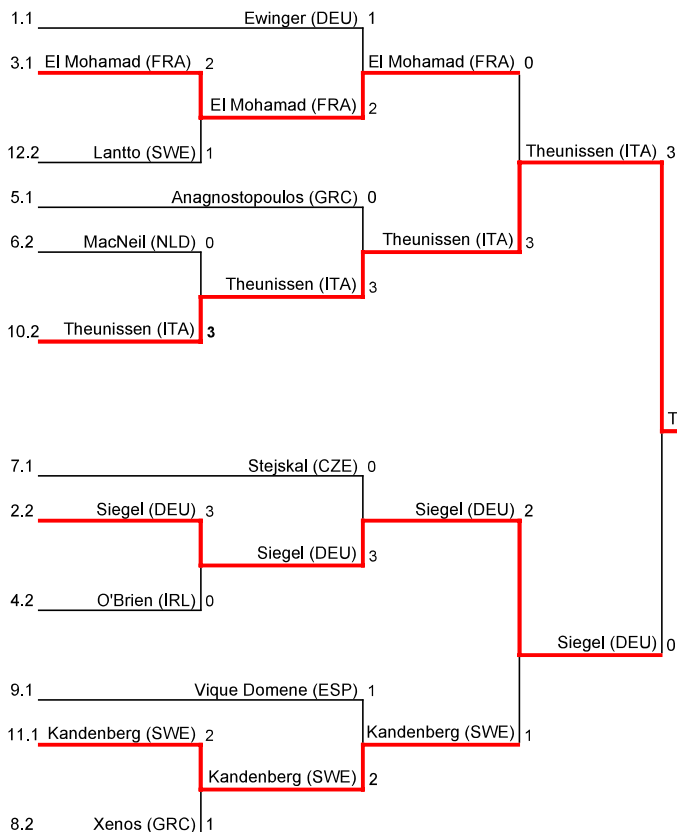 1.1 Ewinger (DEU) 1
3.1 El Mohamad (FRA) 2 El Mohamad (FRA) 0
El Mohamad (FRA) 2
12.2 Lantto (SWE) 1 Theunissen (ITA) 3
5.1 Anagnostopoulos (GRC) 0
6.2 MacNeil (NLD) 0 Theunissen (ITA) 3
Theunissen (ITA) 3
10.2 Theunissen (ITA) 3
T
7.1 Stejskal (CZE) 0
2.2 Siegel (DEU) 3 Siegel (DEU) 2
Siegel (DEU) 3
4.2 O'Brien (IRL) 0
Siegel (DEU) 0
9.1 Vique Domene (ESP) 1
11.1 Kandenberg (SWE) 2 Kandenberg (SWE) 1
Kandenberg (SWE) 2
8.2 Xenos (GRC) 1